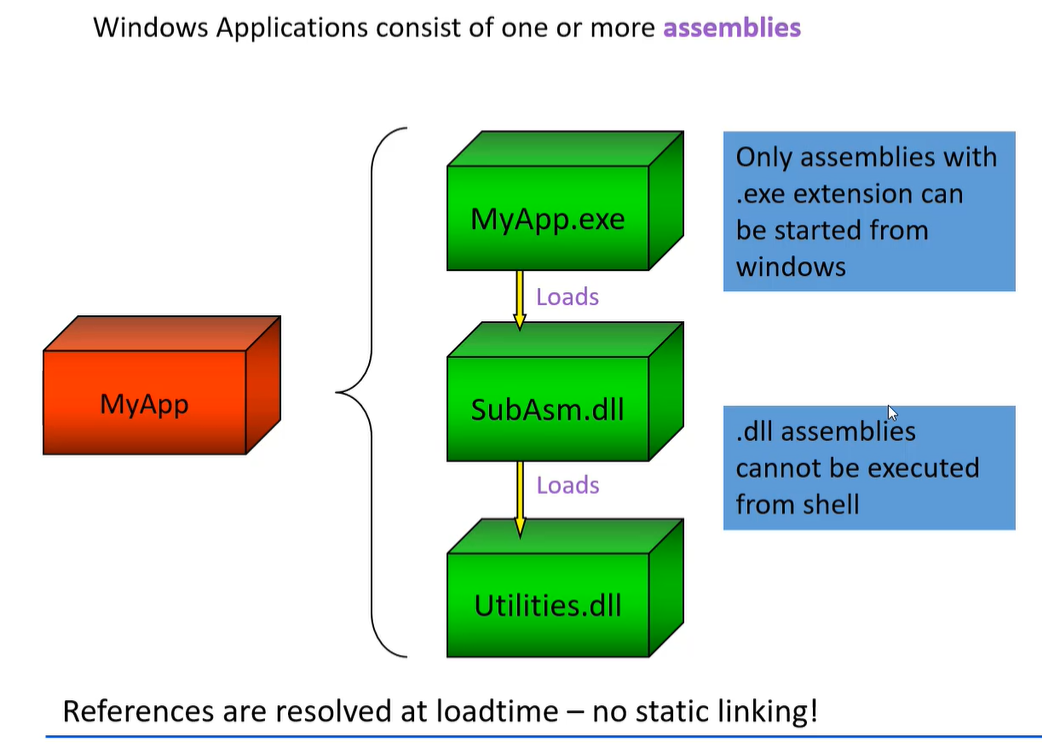 Windows Applications consist of one or more assemblies
MyApp
MyApp.exe
Loads
SubAsm.dll
Loads
Utilities.dll
Only assemblies with
.exe extension can
be started from
windows
.dll assemblies
cannot be executed
from shell
References are resolved at loadtime – no static linking!